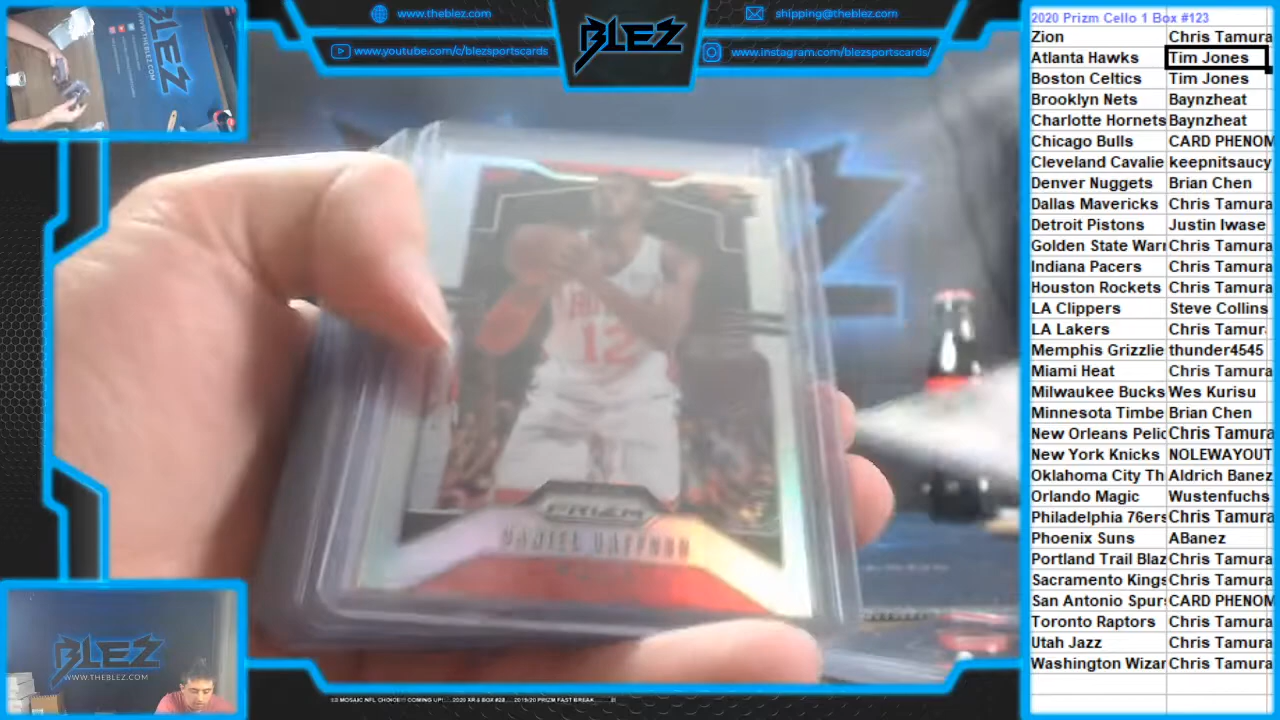 www.theblez.com
BLEZ
shipping@theblez.com
www.youtube.com/c/blezsportscards
www.instagram.com/blezsportscards/
BLEZ
WWW.THEBLEZ.COM
12
PRIZM
BLEZ
WWW.THEBLEZ.COM
2020 Prizm Cello 1 Box #123
Zion Chris Tamura
Atlanta Hawks Tim Jones
Boston Celtics Tim Jones
Brooklyn Nets Baynzheat
Charlotte Hornets Baynzheat
Chicago Bulls CARD PHENOM
Cleveland Cavalie keepnitsaucy
Denver Nuggets Brian Chen
Dallas Mavericks Chris Tamura
Detroit Pistons Justin Iwase
Golden State Warr Chris Tamura
Indiana Pacers Chris Tamura
Houston Rockets Chris Tamura
LA Clippers Steve Collins
LA Lakers Chris Tamura
Memphis Grizzlie thunder4545
Miami Heat Chris Tamura
Milwaukee Bucks Wes Kurisu
Minnesota Timbe Brian Chen
New Orleans Pelic Chris Tamura
New York Knicks NOLEWAYOUT
Oklahoma City Th Aldrich Banez
Orlando Magic Wustenfuchs
Philadelphia 76ers Chris Tamura
Phoenix Suns ABanez
Portland Trail Blaz Chris Tamura
Sacramento Kings Chris Tamura
San Antonio Spurs CARD PHENOM
Toronto Raptors Chris Tamura
Utah Jazz Chris Tamura
Washington Wizar Chris Tamura